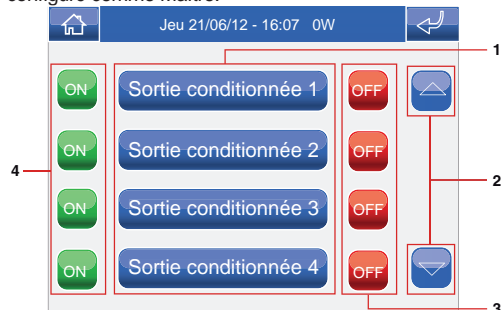 configuré comme maître.
Jeu 21/06/12 - 16:07 0W
1
ON Sortie conditionnée 1 OFF
ON Sortie conditionnée 2 OFF
4
2
ON Sortie conditionnée 3 OFF
ON Sortie conditionnée 4 OFF
3